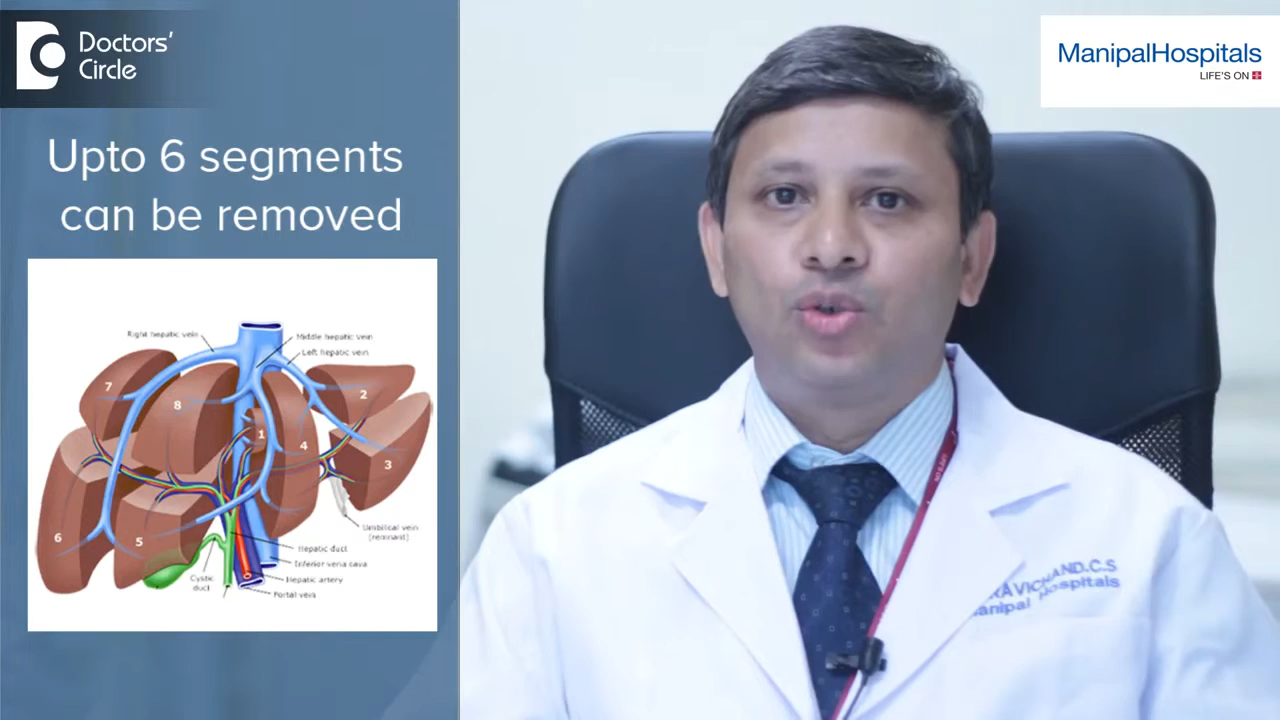 Doctors'
Circle
ManipalHospitals
LIFE'S ON
Upto 6 segments
can be removed
Right hepatic vein
Middle hepatic vein
Left hepatic vein
7
8
2
1
4
3
6
5
Umbilical vein
(remnant)
Hepatic duct
Inferior vena cava
Cystic
duct
Hepatic artery
Portal vein
RAVICHAND.C.S
anipal Hospitals